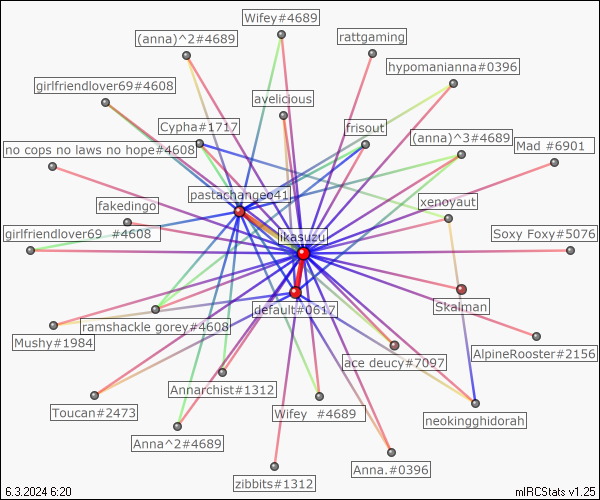 Wifey#4689
(anna)^2#4689
rattgaming
hypomanianna#0396
girlfriendlover69#4608
avelicious
Cypha#1717
frisout
(anna)^3#4689
no cops no laws no hope#4608
Mad #6901
pastachangeo41
xenoyaut
fakeding0
girlfriendlover69 #4608
ikasuzu
Soxy Foxy#5076
Skalman
default#0617
ramshackle gorey#4608
Mushy#1984
ace deucy#7097
AlpineRooster#2156
Annarchist#1312
Toucan#2473
Wifey #4689
neokingghidorah
Anna^2#4689
Anna.#0396
zibbits#1312
6.3.2024 6:20
mIRCStats v1.25